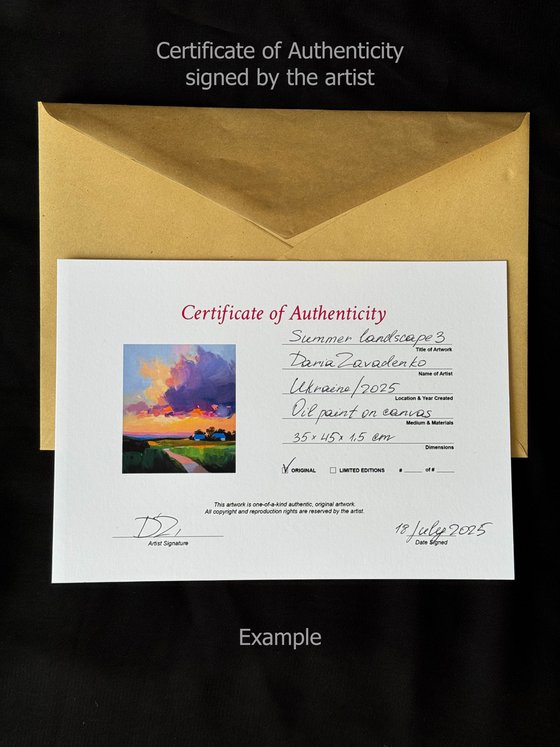 Certificate of Authenticity
signed by the artist
Certificate of Authenticity
Summer landscape 3
Title of Artwork
Daria Zavadenko
Name of Artist
Ukraine/2025
Location & Year Created
Oil paint on canvas
Medium & Materials
35 x 45 x 1.5 cm
Dimensions
ORIGINAL LIMITED EDITIONS # ____ of # ____
This artwork is one-of-a-kind authentic, original artwork.
All copyright and reproduction rights are reserved by the artist.
Artist Signature
18 July 2025
Date Signed
Example